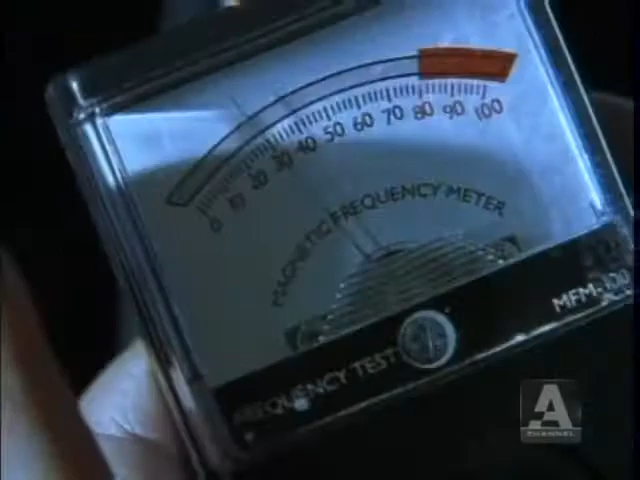 0 10 20 30 40 50 60 70 80 90 100
MAGNETIC FREQUENCY METER
FREQUENCY TEST
MFM-100
A
CHANNEL